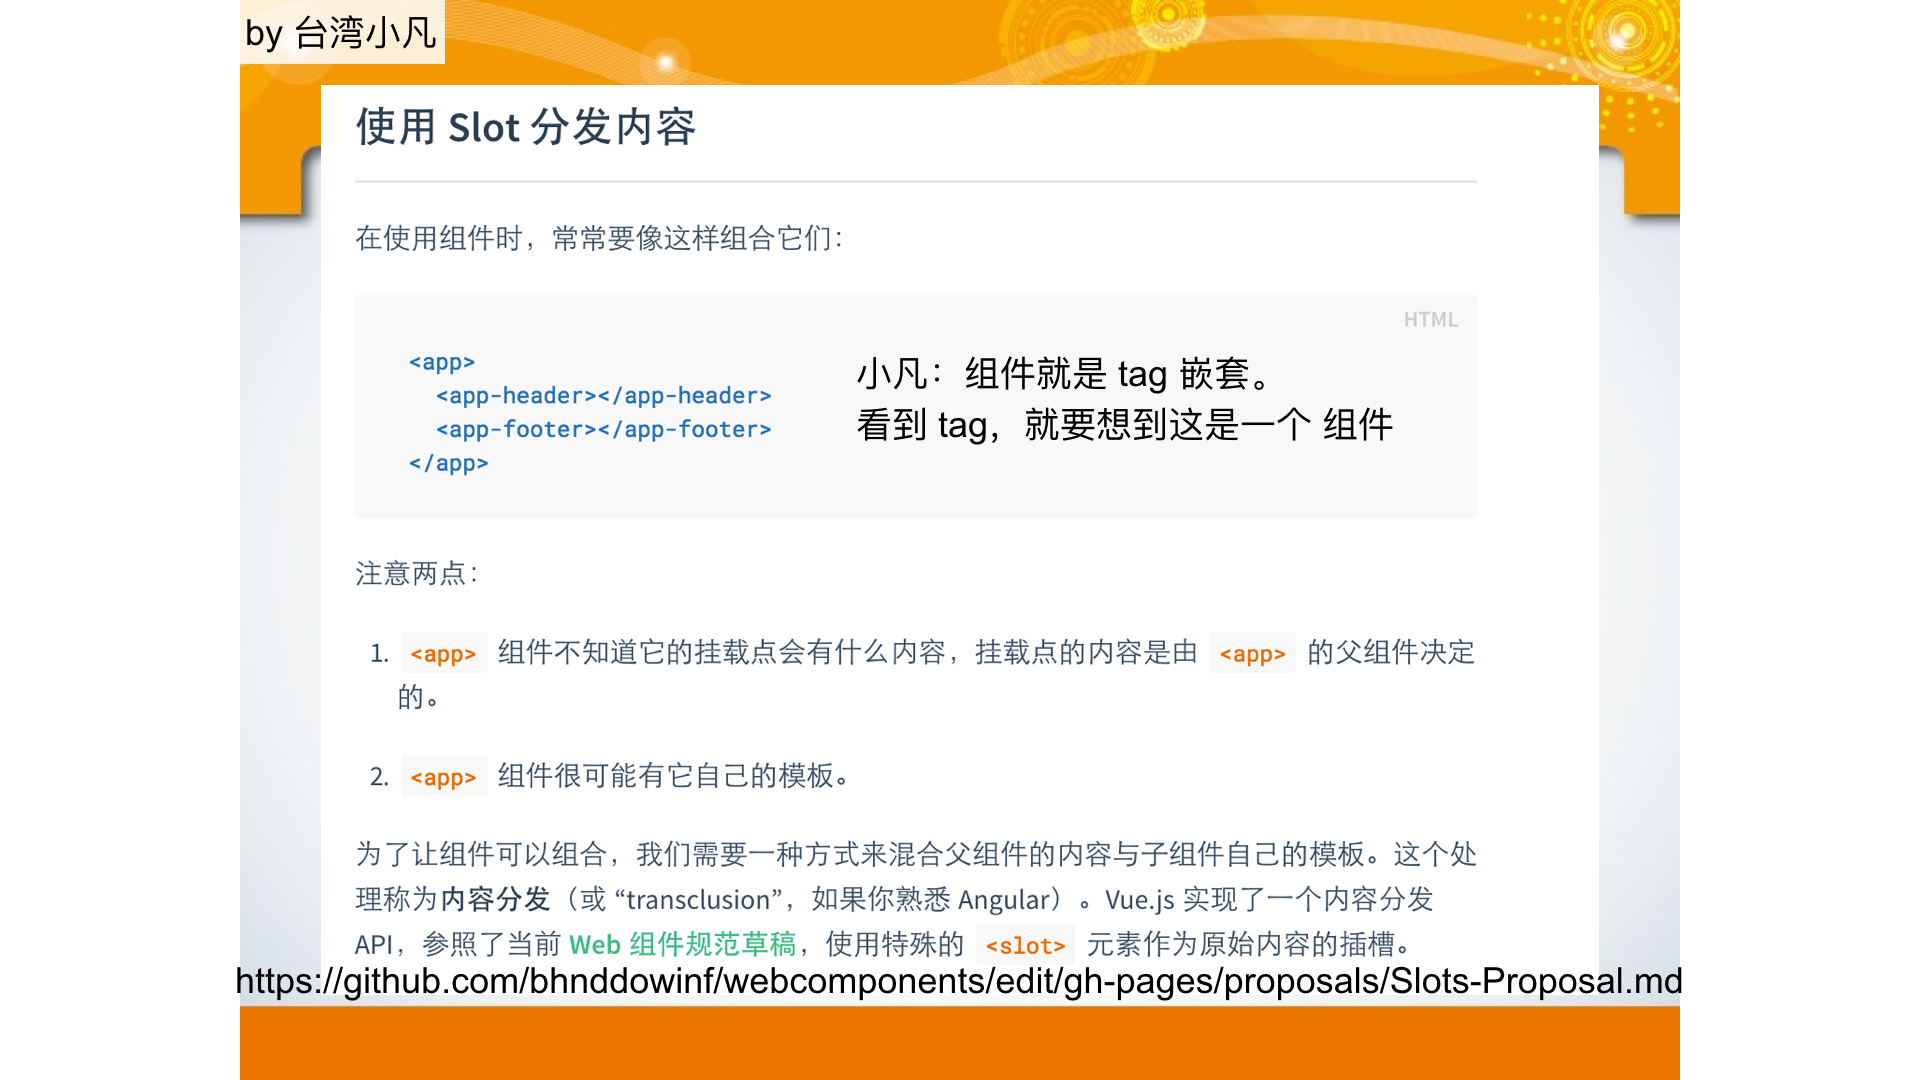 by 台湾小凡
使用 Slot 分发内容
在使用组件时，常常要像这样组合它们：
HTML
<app>
  <app-header></app-header>
  <app-footer></app-footer>
</app>
小凡：组件就是 tag 嵌套。
看到 tag，就要想到这是一个 组件
注意两点：
1. <app> 组件不知道它的挂载点会有什么内容，挂载点的内容是由 <app> 的父组件决定
的。
2. <app> 组件很可能有它自己的模板。
为了让组件可以组合，我们需要一种方式来混合父组件的内容与子组件自己的模板。这个处
理称为内容分发（或 “transclusion”，如果你熟悉 Angular）。Vue.js 实现了一个内容分发
API，参照了当前 Web 组件规范草稿，使用特殊的 <slot> 元素作为原始内容的插槽。
https://github.com/bhnddowinf/webcomponents/edit/gh-pages/proposals/Slots-Proposal.md